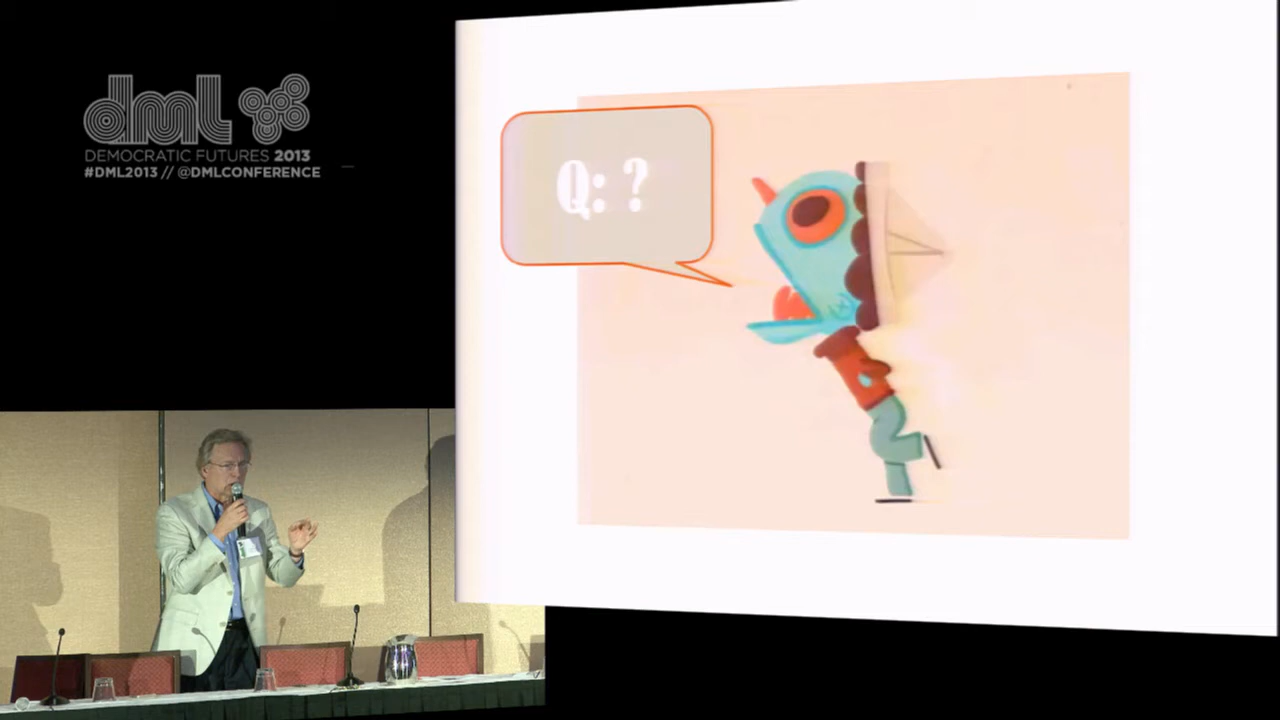 dml
DEMOCRATIC FUTURES 2013
#DML2013 // @DMLCONFERENCE
Q: ?